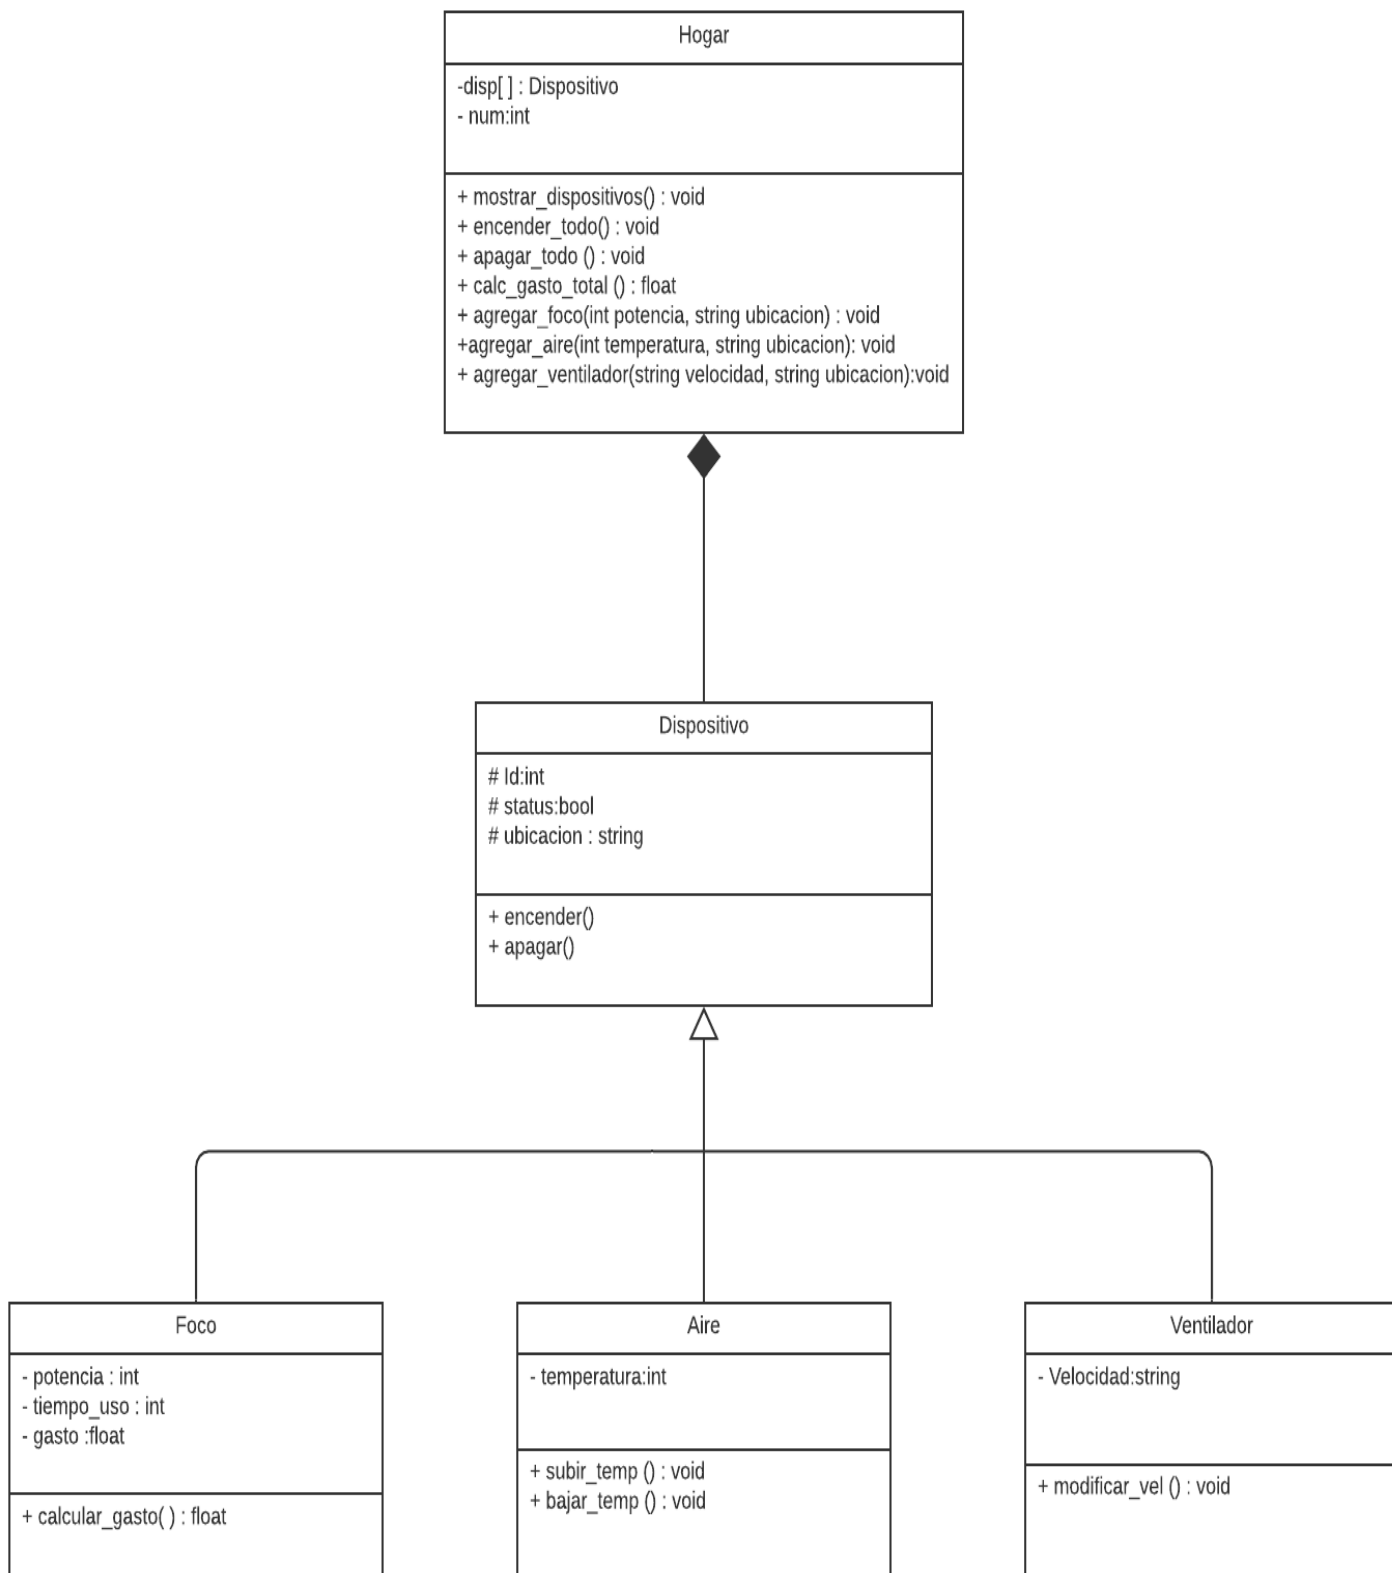 Hogar
-disp[ ] : Dispositivo
- num:int
+ mostrar_dispositivos() : void
+ encender_todo() : void
+ apagar_todo () : void
+ calc_gasto_total () : float
+ agregar_foco(int potencia, string ubicacion) : void
+agregar_aire(int temperatura, string ubicacion): void
+ agregar_ventilador(string velocidad, string ubicacion):void
Dispositivo
# Id:int
# status:bool
# ubicacion : string
+ encender()
+ apagar()
Foco
- potencia : int
- tiempo_uso : int
- gasto :float
+ calcular_gasto( ) : float
Aire
- temperatura:int
+ subir_temp () : void
+ bajar_temp () : void
Ventilador
- Velocidad:string
+ modificar_vel () : void